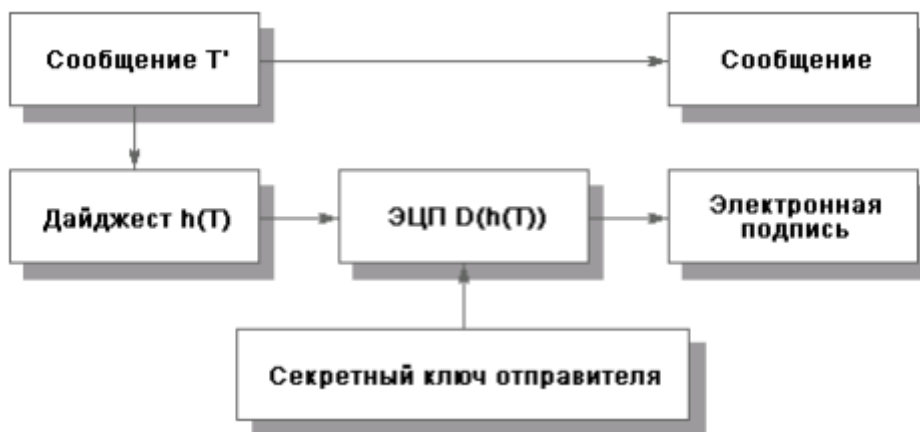 Сообщение T'
Сообщение
Дайджест h(T)
ЭЦП D(h(T))
Электронная
подпись
Секретный ключ отправителя